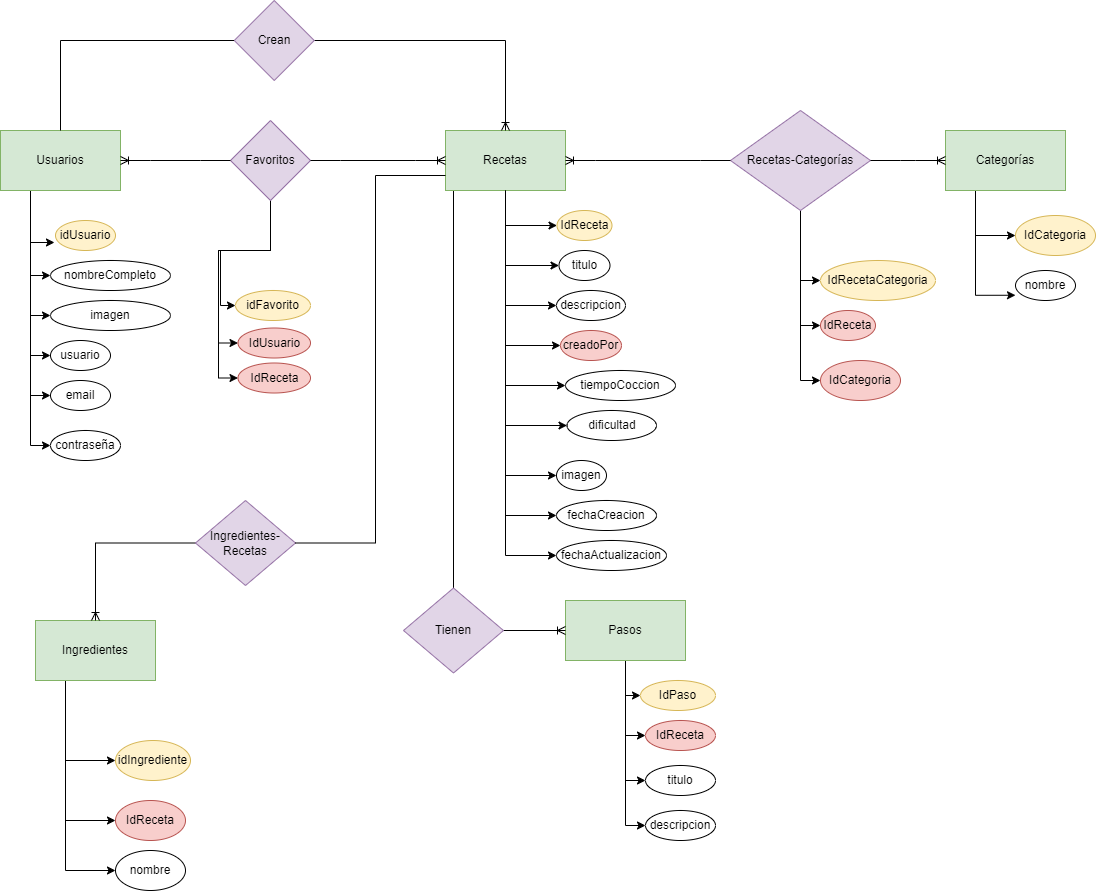 Crean
Usuarios
Favoritos
Recetas
Recetas-Categorías
Categorías
idUsuario
nombreCompleto
imagen
usuario
email
contraseña
idFavorito
IdUsuario
IdReceta
IdReceta
titulo
descripcion
creadoPor
tiempoCoccion
dificultad
imagen
fechaCreacion
fechaActualizacion
IdRecetaCategoria
IdReceta
IdCategoria
IdCategoria
nombre
Ingredientes-
Recetas
Tienen
Pasos
Ingredientes
IdPaso
IdReceta
titulo
descripcion
idIngrediente
IdReceta
nombre